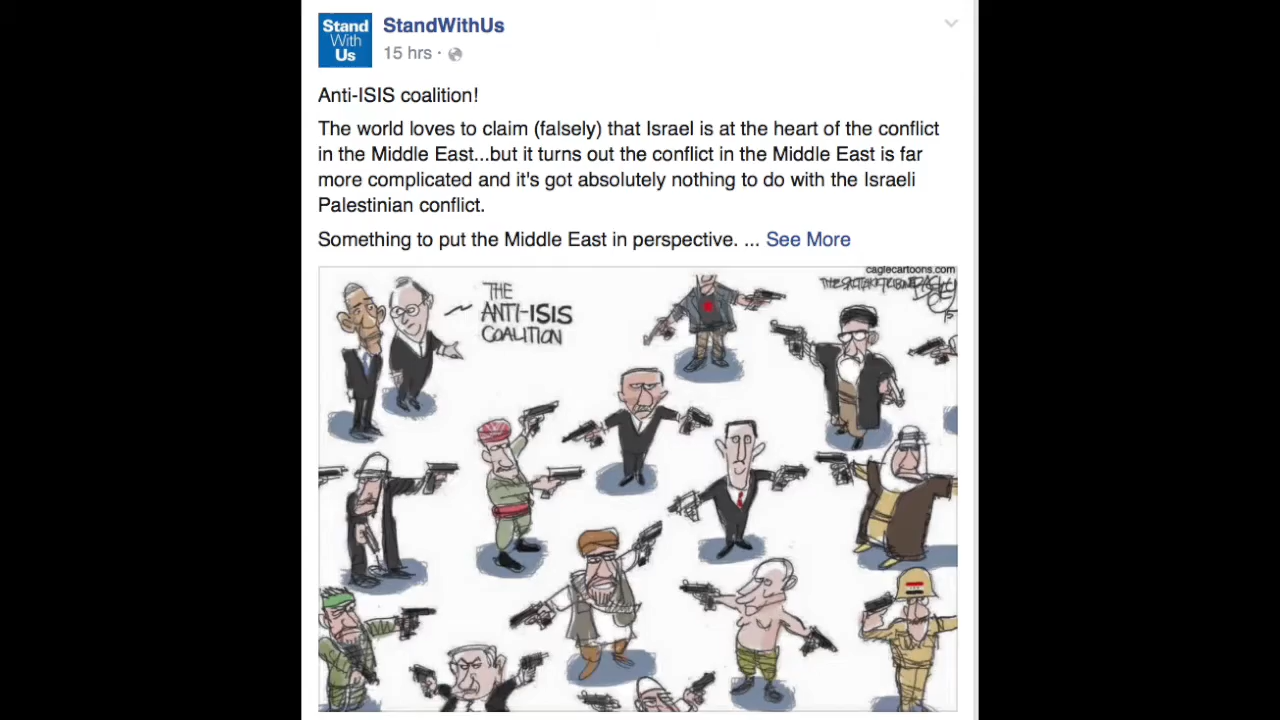 Stand
With
Us
StandWithUs
15 hrs ·
Anti-ISIS coalition!
The world loves to claim (falsely) that Israel is at the heart of the conflict
in the Middle East...but it turns out the conflict in the Middle East is far
more complicated and it's got absolutely nothing to do with the Israeli
Palestinian conflict.
Something to put the Middle East in perspective. ... See More
caglecartoons.com
THE
ANTI-ISIS
COALITION